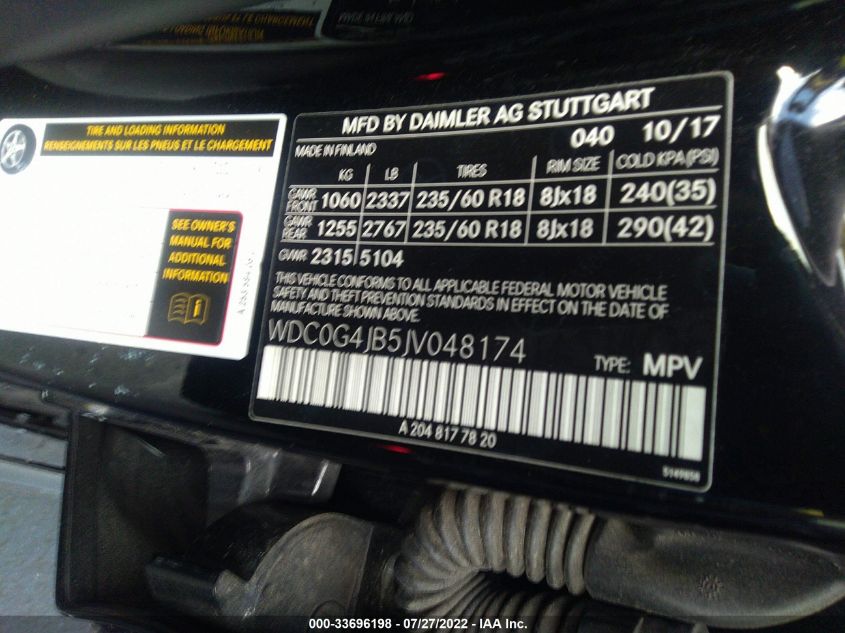 TIRE AND LOADING INFORMATION
RENSEIGNEMENTS SUR LES PNEUS ET LE CHARGEMENT
SEE OWNER'S
MANUAL FOR
ADDITIONAL
INFORMATION
MFD BY DAIMLER AG STUTTGART
040 10/17
MADE IN FINLAND
KG LB TIRES RIM SIZE COLD KPA(PSI)
GAWR FRONT 1060 2337 235/60 R18 8Jx18 240(35)
GAWR REAR 1255 2767 235/60 R18 8Jx18 290(42)
GVWR 2315 5104
THIS VEHICLE CONFORMS TO ALL APPLICABLE FEDERAL MOTOR VEHICLE
SAFETY AND THEFT PREVENTION STANDARDS IN EFFECT ON THE DATE OF
MANUFACTURE SHOWN ABOVE.
WDC0G4JB5JV048174
TYPE: MPV
A 204 817 78 20
000-33696198 - 07/27/2022 - IAA Inc.